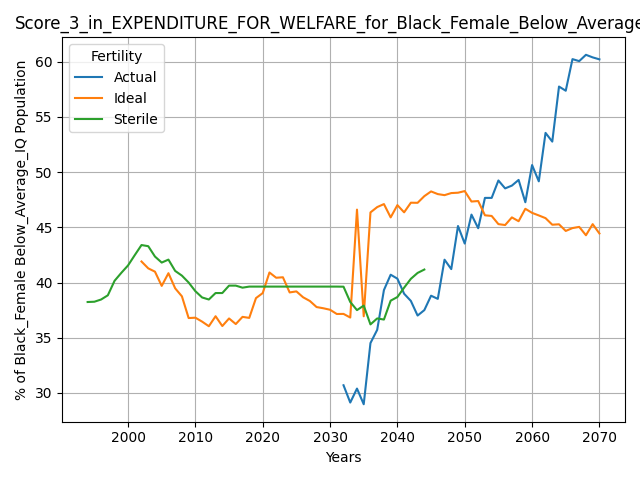 Score_3_in_EXPENDITURE_FOR_WELFARE_for_Black_Female_Below_Average
Fertility
Actual
Ideal
Sterile
% of Black_Female Below_Average_IQ Population
60
55
50
45
40
35
30
2000
2010
2020
2030
2040
2050
2060
2070
Years